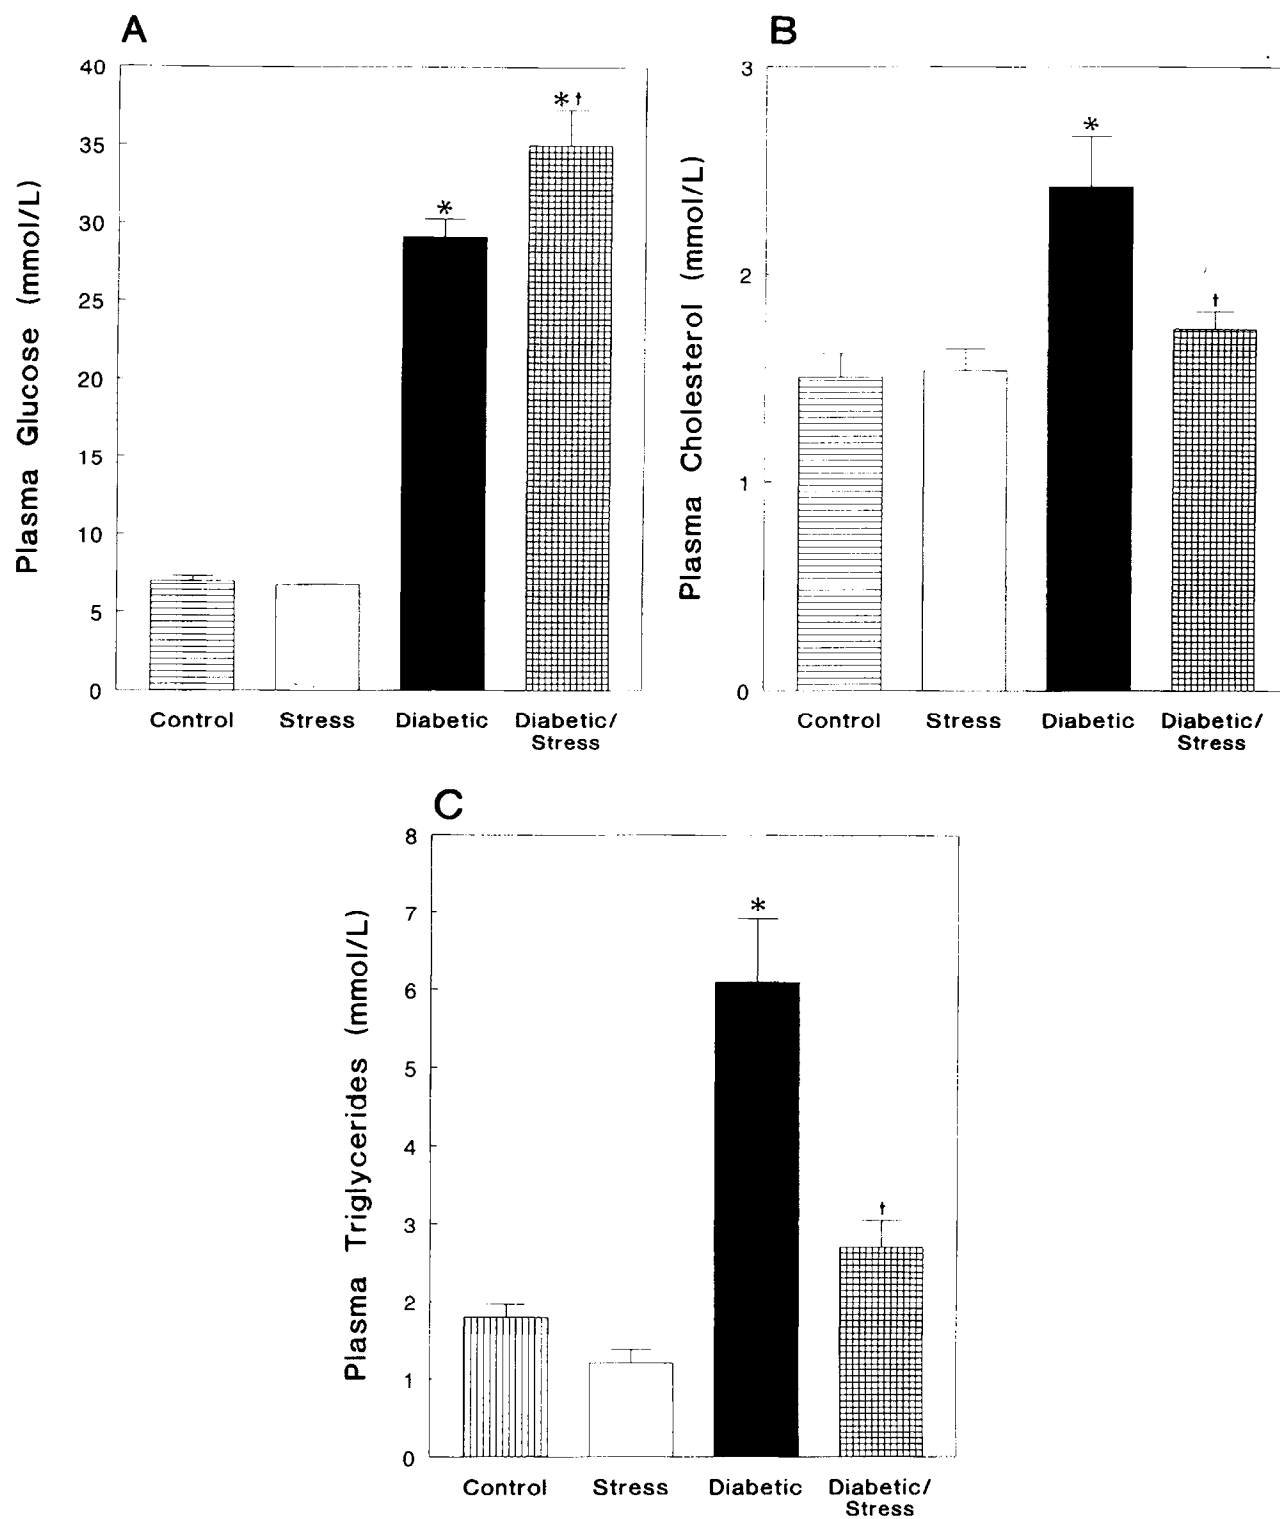 A
Plasma Glucose (mmol/L)
40
35
30
25
20
15
10
5
0
*
*†
Control
Stress
Diabetic
Diabetic/
Stress
B
Plasma Cholesterol (mmol/L)
3
2
1
0
*
†
Control
Stress
Diabetic
Diabetic/
Stress
C
Plasma Triglycerides (mmol/L)
8
7
6
5
4
3
2
1
0
*
†
Control
Stress
Diabetic
Diabetic/
Stress